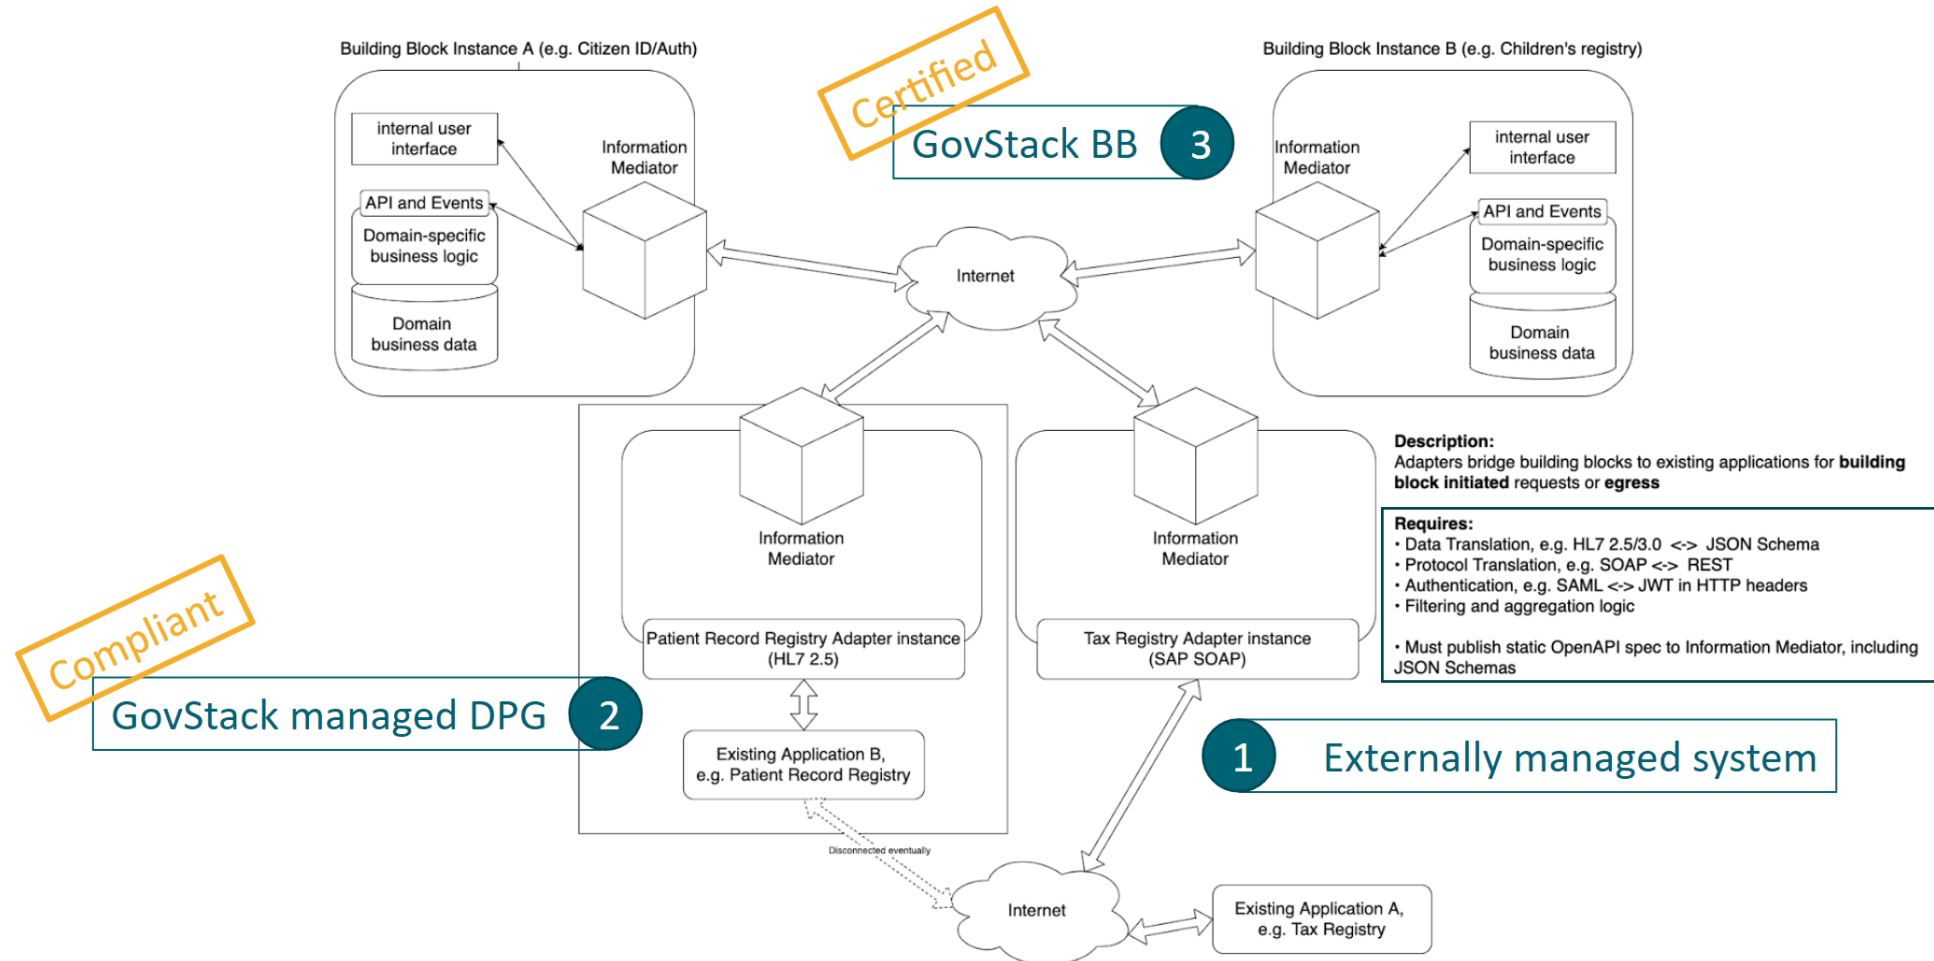 Building Block Instance A (e.g. Citizen ID/Auth)
Certified
Building Block Instance B (e.g. Children's registry)
internal user
interface
Information
Mediator
API and Events
Domain-specific
business logic
Domain
business data
GovStack BB
3
Information
Mediator
internal user
interface
API and Events
Domain-specific
business logic
Domain
business data
Internet
Information
Mediator
Patient Record Registry Adapter instance
(HL7 2.5)
Information
Mediator
Tax Registry Adapter instance
(SAP SOAP)
Description:
Adapters bridge building blocks to existing applications for building
block initiated requests or egress
Requires:
• Data Translation, e.g. HL7 2.5/3.0 <-> JSON Schema
• Protocol Translation, e.g. SOAP <-> REST
• Authentication, e.g. SAML <-> JWT in HTTP headers
• Filtering and aggregation logic
• Must publish static OpenAPI spec to Information Mediator, including
JSON Schemas
Compliant
GovStack managed DPG
2
Existing Application B,
e.g. Patient Record Registry
1
Externally managed system
Disconnected eventually
Internet
Existing Application A,
e.g. Tax Registry